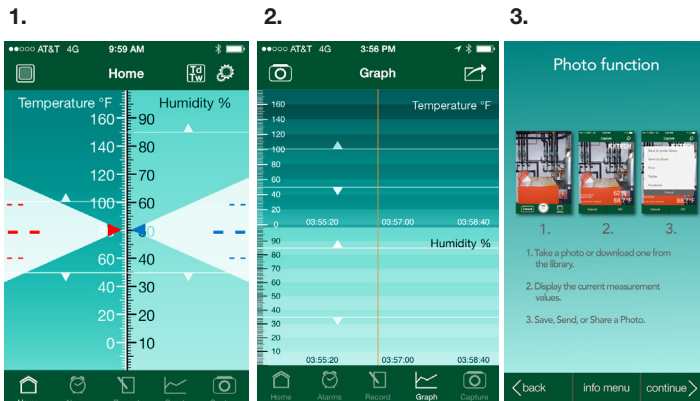 1.
2.
3.
AT&T 4G 9:59 AM
Home
Td
Tw
Temperature °F
Humidity %
160
140
120
100
60
40
20
0
90
80
70
60
40
30
20
10
AT&T 4G 3:56 PM
Graph
Temperature °F
160
140
120
100
80
60
40
20
0
03:55:20 03:57:00 03:58:40
Humidity %
90
80
70
60
50
40
30
20
10
03:55:20 03:57:00 03:58:40
Home Alarms Record Graph Capture
Photo function
Capture
EXTECH
Cancel
1. 2. 3.
1. Take a photo or download one from
the library.
2. Display the current measurement
values.
3. Save, Send, or Share a Photo.
back info menu continue